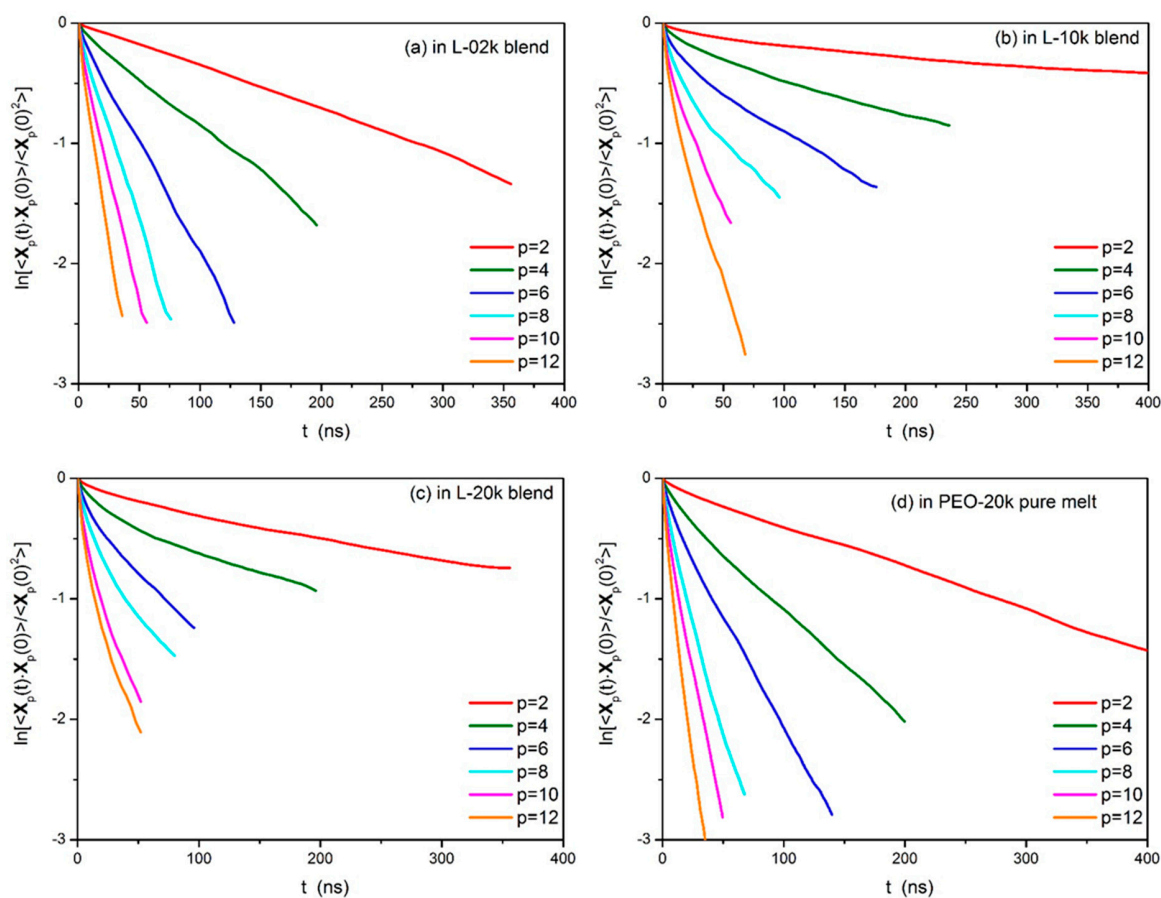 (a) in L-02k blend
ln[<Xp(t)·Xp(0)>/<Xp(0)²>]
0
-1
-2
-3
p=2
p=4
p=6
p=8
p=10
p=12
0 50 100 150 200 250 300 350 400
t (ns)
(b) in L-10k blend
ln[<Xp(t)·Xp(0)>/<Xp(0)²>]
0
-1
-2
-3
p=2
p=4
p=6
p=8
p=10
p=12
0 50 100 150 200 250 300 350 400
t (ns)
(c) in L-20k blend
ln[<Xp(t)·Xp(0)>/<Xp(0)²>]
0
-1
-2
-3
p=2
p=4
p=6
p=8
p=10
p=12
0 100 200 300 400
t (ns)
(d) in PEO-20k pure melt
ln[<Xp(t)·Xp(0)>/<Xp(0)²>]
0
-1
-2
-3
p=2
p=4
p=6
p=8
p=10
p=12
0 100 200 300 400
t (ns)